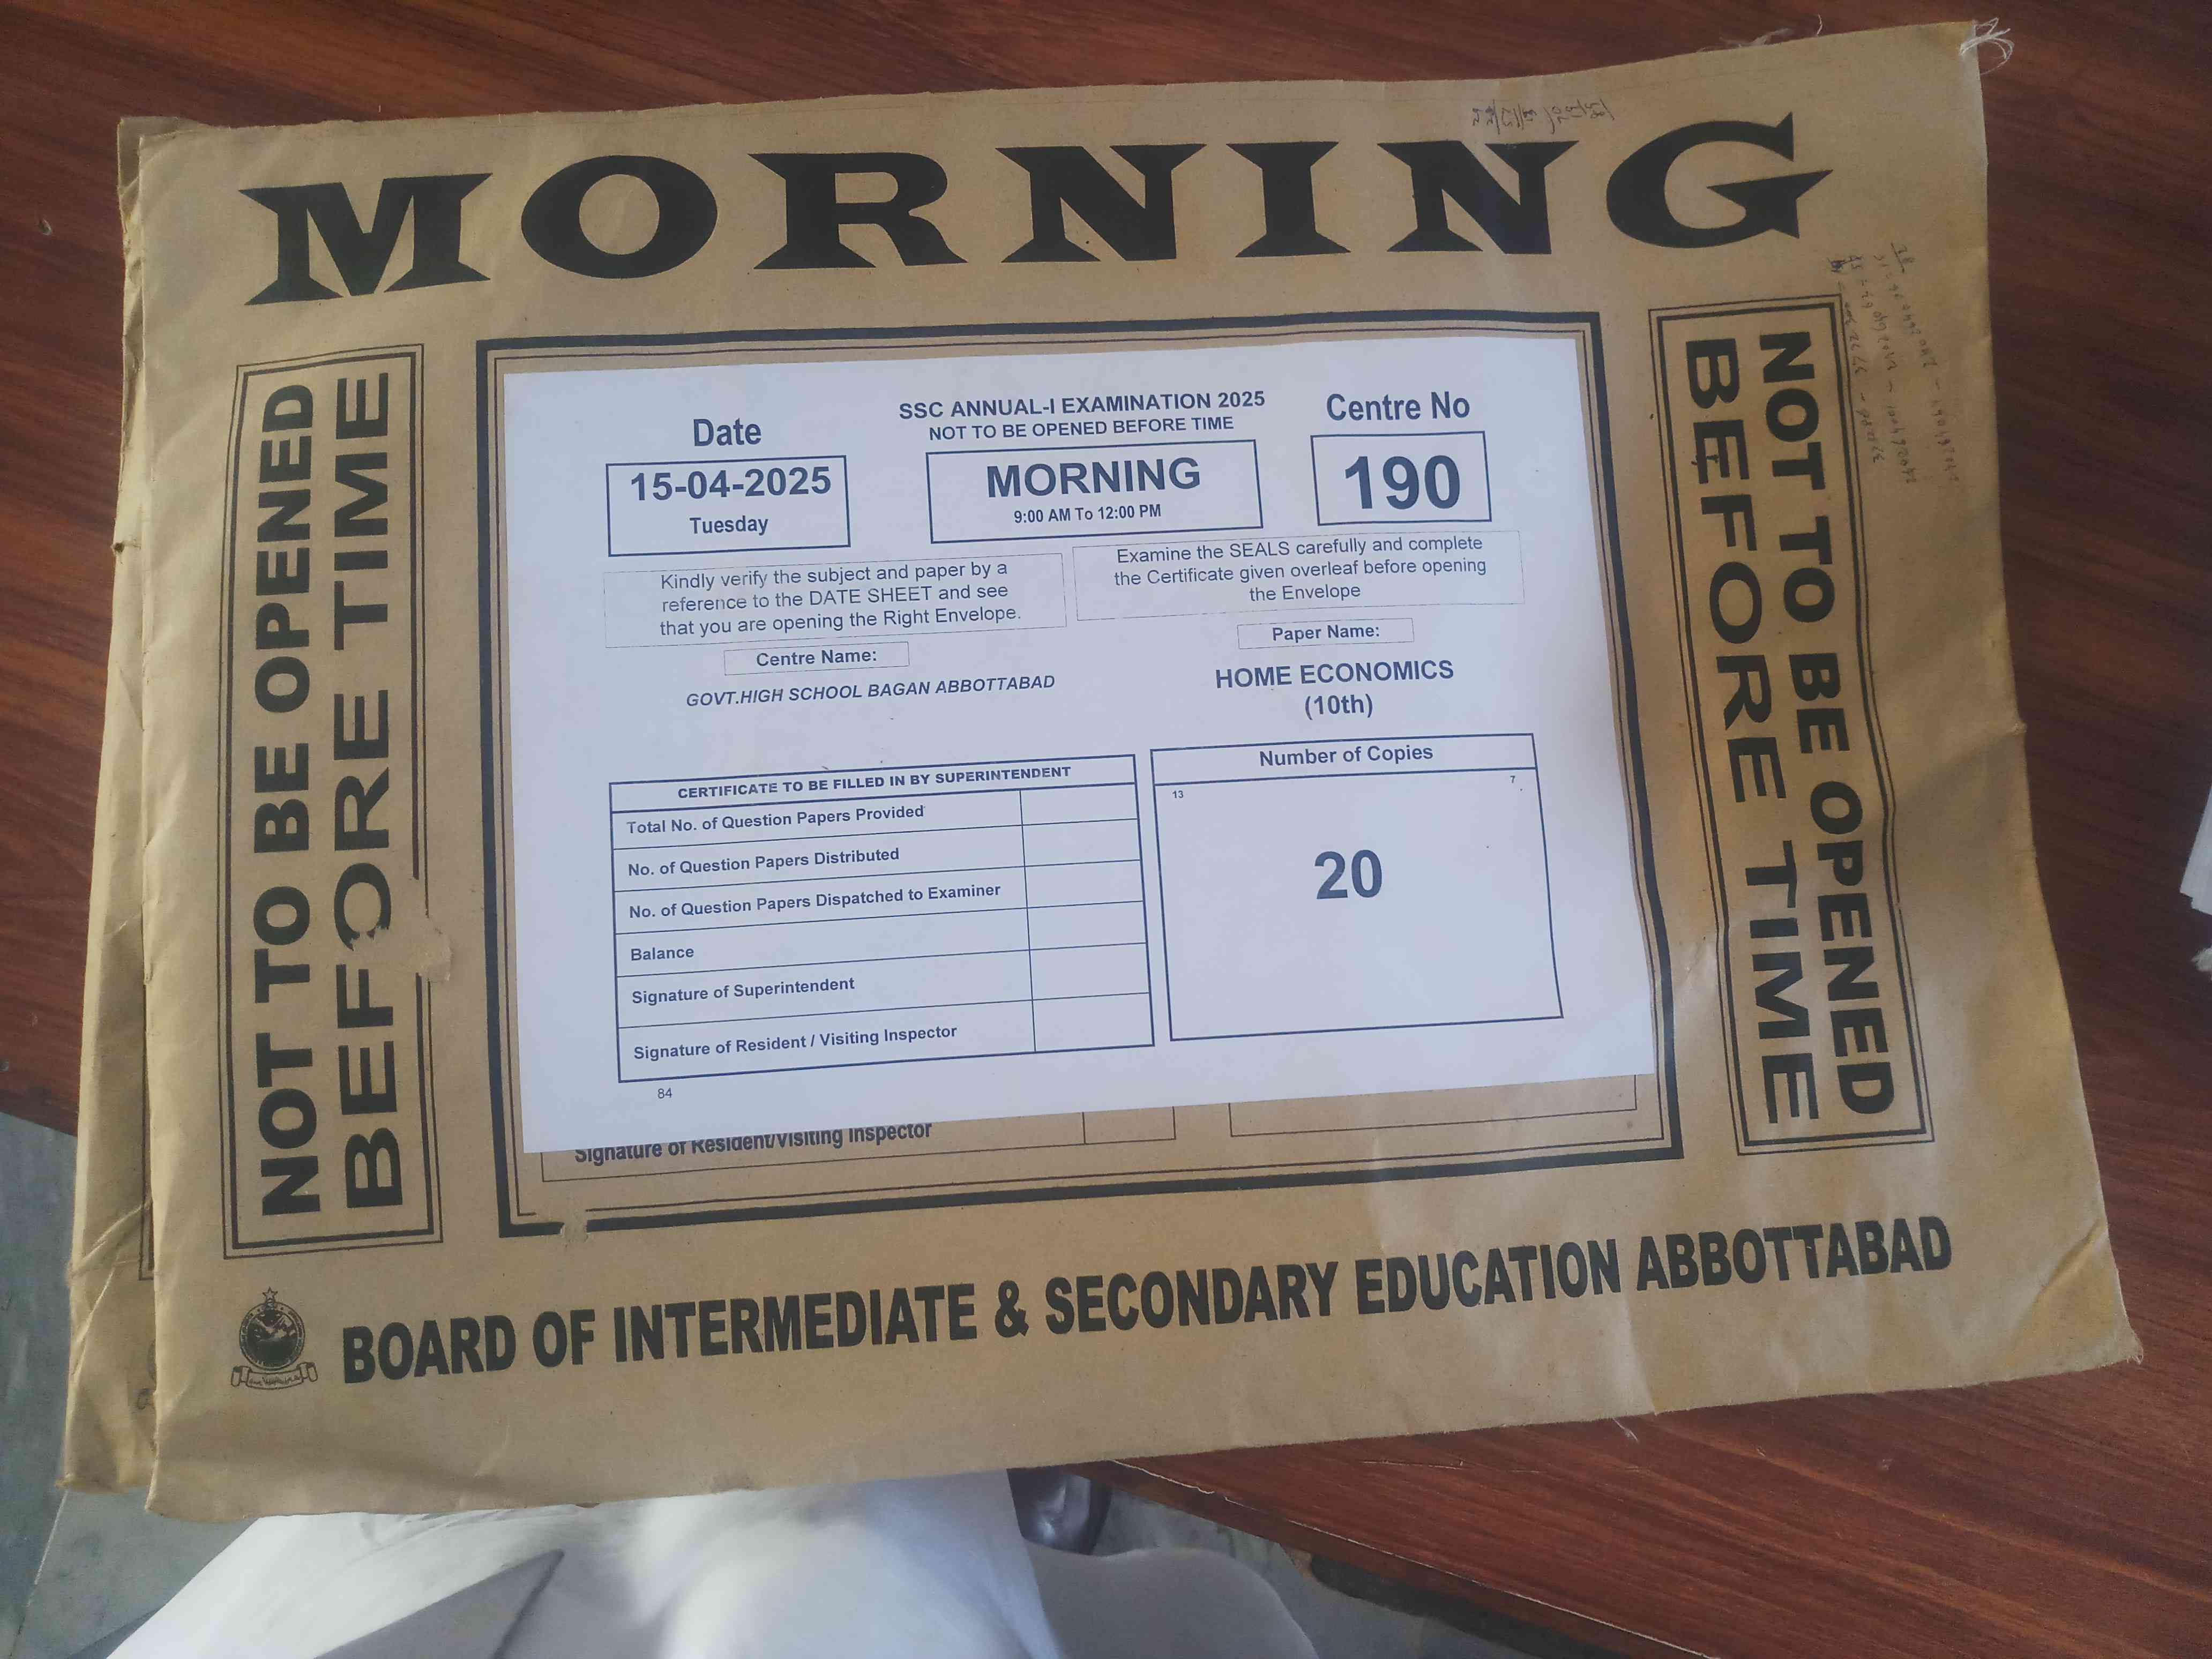 MORNING
NOT TO BE OPENED
BEFORE TIME
Date
15-04-2025
Tuesday
SSC ANNUAL-I EXAMINATION 2025
NOT TO BE OPENED BEFORE TIME
MORNING
9:00 AM To 12:00 PM
Centre No
190
Kindly verify the subject and paper by a
reference to the DATE SHEET and see
that you are opening the Right Envelope.
Examine the SEALS carefully and complete
the Certificate given overleaf before opening
the Envelope
Centre Name:
GOVT.HIGH SCHOOL BAGAN ABBOTTABAD
Paper Name:
HOME ECONOMICS
(10th)
CERTIFICATE TO BE FILLED IN BY SUPERINTENDENT
Total No. of Question Papers Provided
No. of Question Papers Distributed
No. of Question Papers Dispatched to Examiner
Balance
Signature of Superintendent
Signature of Resident / Visiting Inspector
84
Number of Copies
13
7
20
Signature of Resident/Visiting Inspector
NOT TO BE OPENED
BEFORE TIME
BOARD OF INTERMEDIATE & SECONDARY EDUCATION ABBOTTABAD